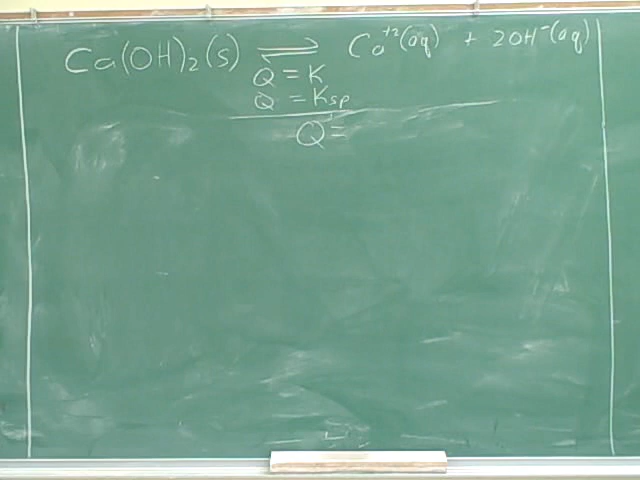 Ca(OH)₂(s) ⇌ Ca⁺²(aq) + 2OH⁻(aq)
Q = K
Q = Ksp
Q =